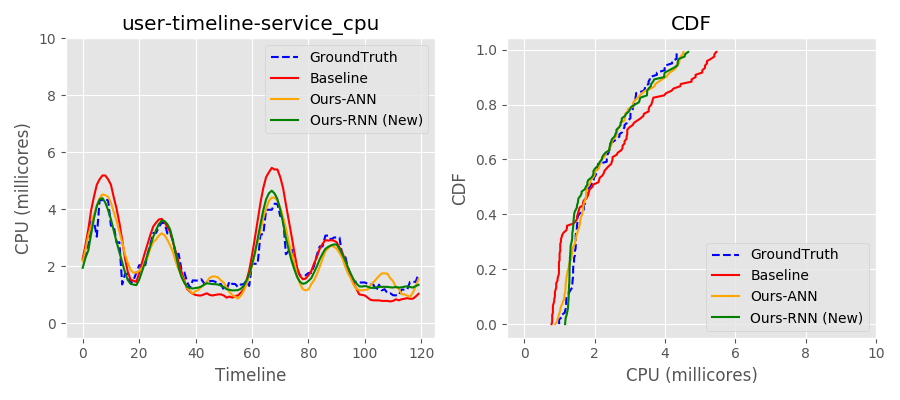 user-timeline-service_cpu
CPU (millicores)
10
8
6
4
2
0
GroundTruth
Baseline
Ours-ANN
Ours-RNN (New)
0 20 40 60 80 100 120
Timeline
CDF
CDF
1.0
0.8
0.6
0.4
0.2
0.0
GroundTruth
Baseline
Ours-ANN
Ours-RNN (New)
0 2 4 6 8 10
CPU (millicores)